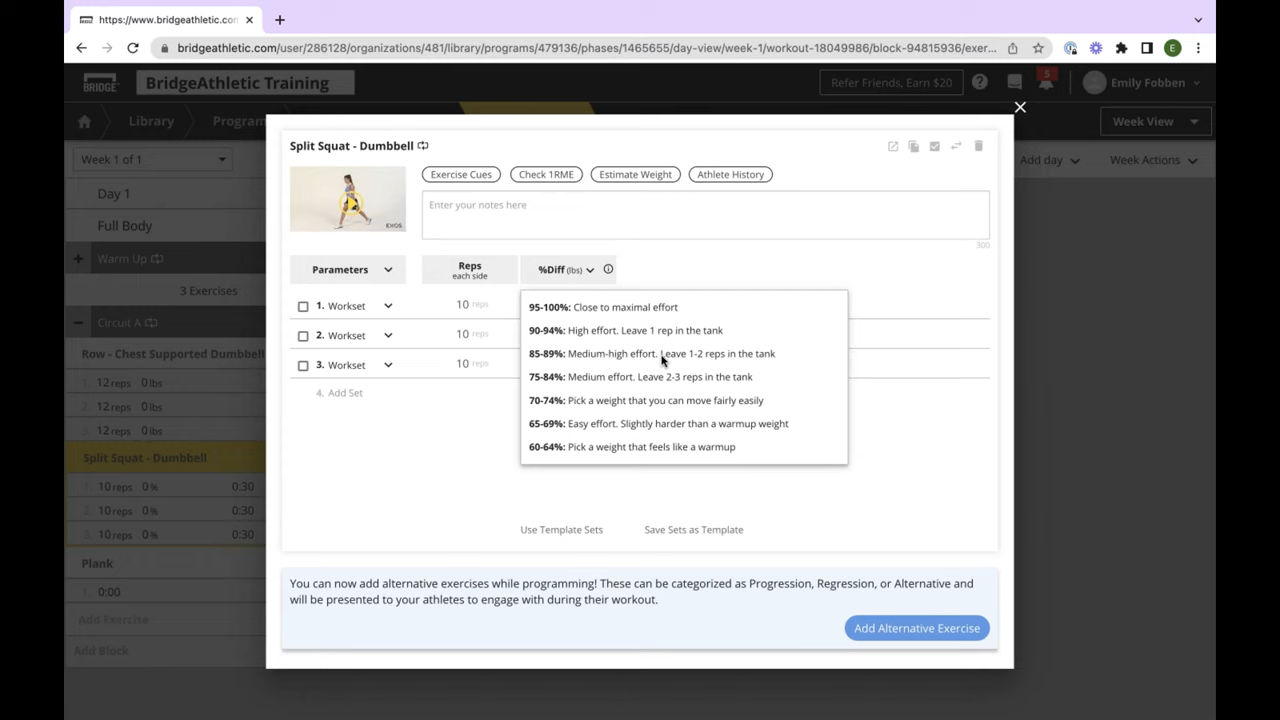 https://www.bridgeathletic.con
bridgeathletic.com/user/286128/organizations/481/library/programs/479136/phases/1465655/day-view/week-1/workout-18049986/block-94815936/exer...
E
BRIDGE
BridgeAthletic Training
Refer Friends, Earn $20
5
Emily Fobben
Library
Program
Week View
Week 1 of 1
Add day
Week Actions
Day 1
Full Body
Warm Up
3 Exercises
Circuit A
Row - Chest Supported Dumbbell
1. 12 reps 0 lbs
2. 12 reps 0 lbs
3. 12 reps 0 lbs
Split Squat - Dumbbell
1. 10 reps 0 % 0:30
2. 10 reps 0 % 0:30
3. 10 reps 0 % 0:30
Plank
1. 0:00
Add Exercise
Add Block
Split Squat - Dumbbell
EXOS
Exercise Cues Check 1RME Estimate Weight Athlete History
Enter your notes here
300
Parameters
Reps
each side
%Diff (lbs)
1. Workset 10 reps
2. Workset 10 reps
3. Workset 10 reps
4. Add Set
95-100%: Close to maximal effort
90-94%: High effort. Leave 1 rep in the tank
85-89%: Medium-high effort. Leave 1-2 reps in the tank
75-84%: Medium effort. Leave 2-3 reps in the tank
70-74%: Pick a weight that you can move fairly easily
65-69%: Easy effort. Slightly harder than a warmup weight
60-64%: Pick a weight that feels like a warmup
Use Template Sets Save Sets as Template
You can now add alternative exercises while programming! These can be categorized as Progression, Regression, or Alternative and
will be presented to your athletes to engage with during their workout.
Add Alternative Exercise